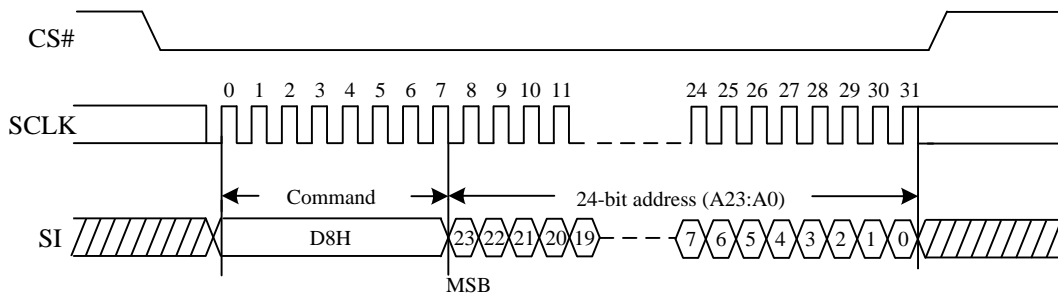 CS#
0 1 2 3 4 5 6 7 8 9 10 11 24 25 26 27 28 29 30 31
SCLK
Command 24-bit address (A23:A0)
SI D8H 23 22 21 20 19 7 6 5 4 3 2 1 0
MSB